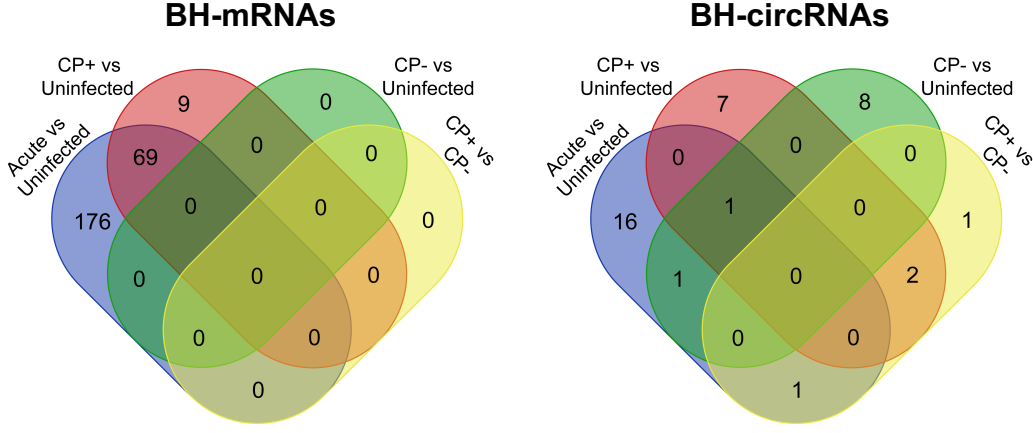 BH-mRNAs
CP+ vs
Uninfected
CP- vs
Uninfected
Acute vs
Uninfected
CP+ vs
CP-
9
0
69
0
0
176
0
0
0
0
0
0
0
0
0
BH-circRNAs
CP+ vs
Uninfected
CP- vs
Uninfected
Acute vs
Uninfected
CP+ vs
CP-
7
8
0
0
0
16
1
0
1
1
0
2
0
0
1